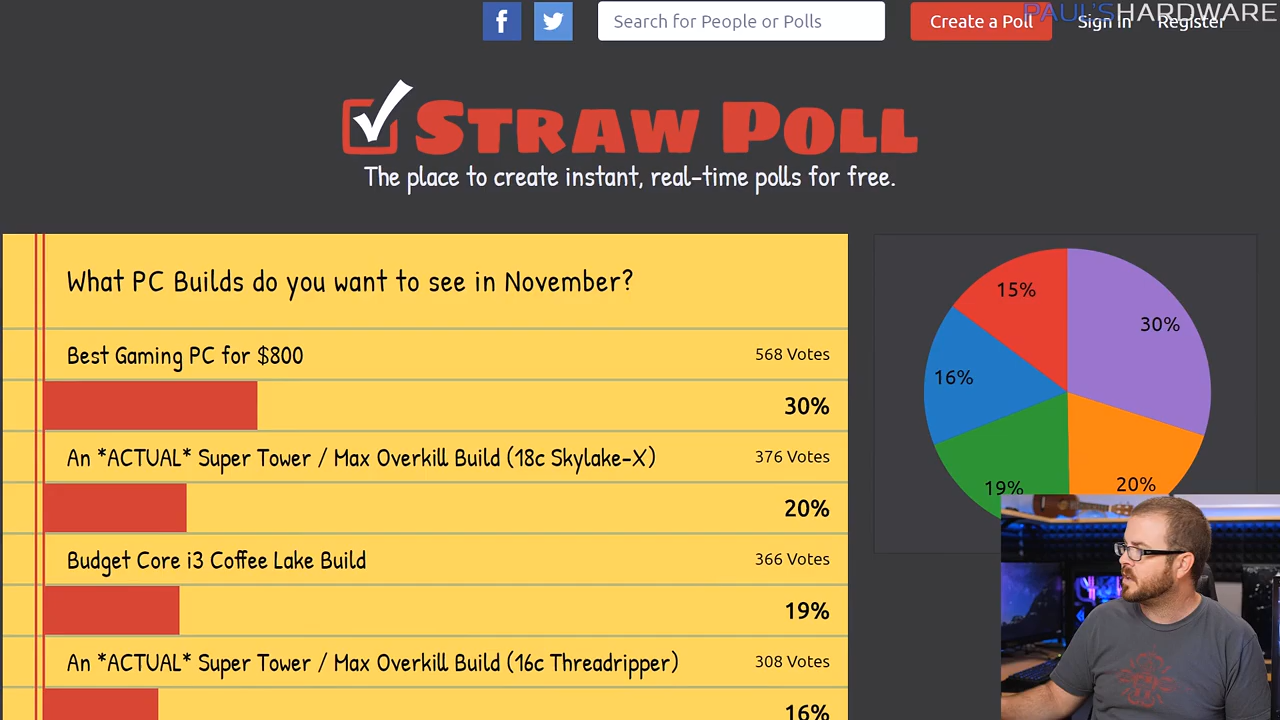 f
Search for People or Polls
Create a Poll
Sign In
Register
PAUL'SHARDWARE
STRAW POLL
The place to create instant, real-time polls for free.
What PC Builds do you want to see in November?
Best Gaming PC for $800
568 Votes
30%
An *ACTUAL* Super Tower / Max Overkill Build (18c Skylake-X)
376 Votes
20%
Budget Core i3 Coffee Lake Build
366 Votes
19%
An *ACTUAL* Super Tower / Max Overkill Build (16c Threadripper)
308 Votes
16%
15%
30%
16%
19%
20%